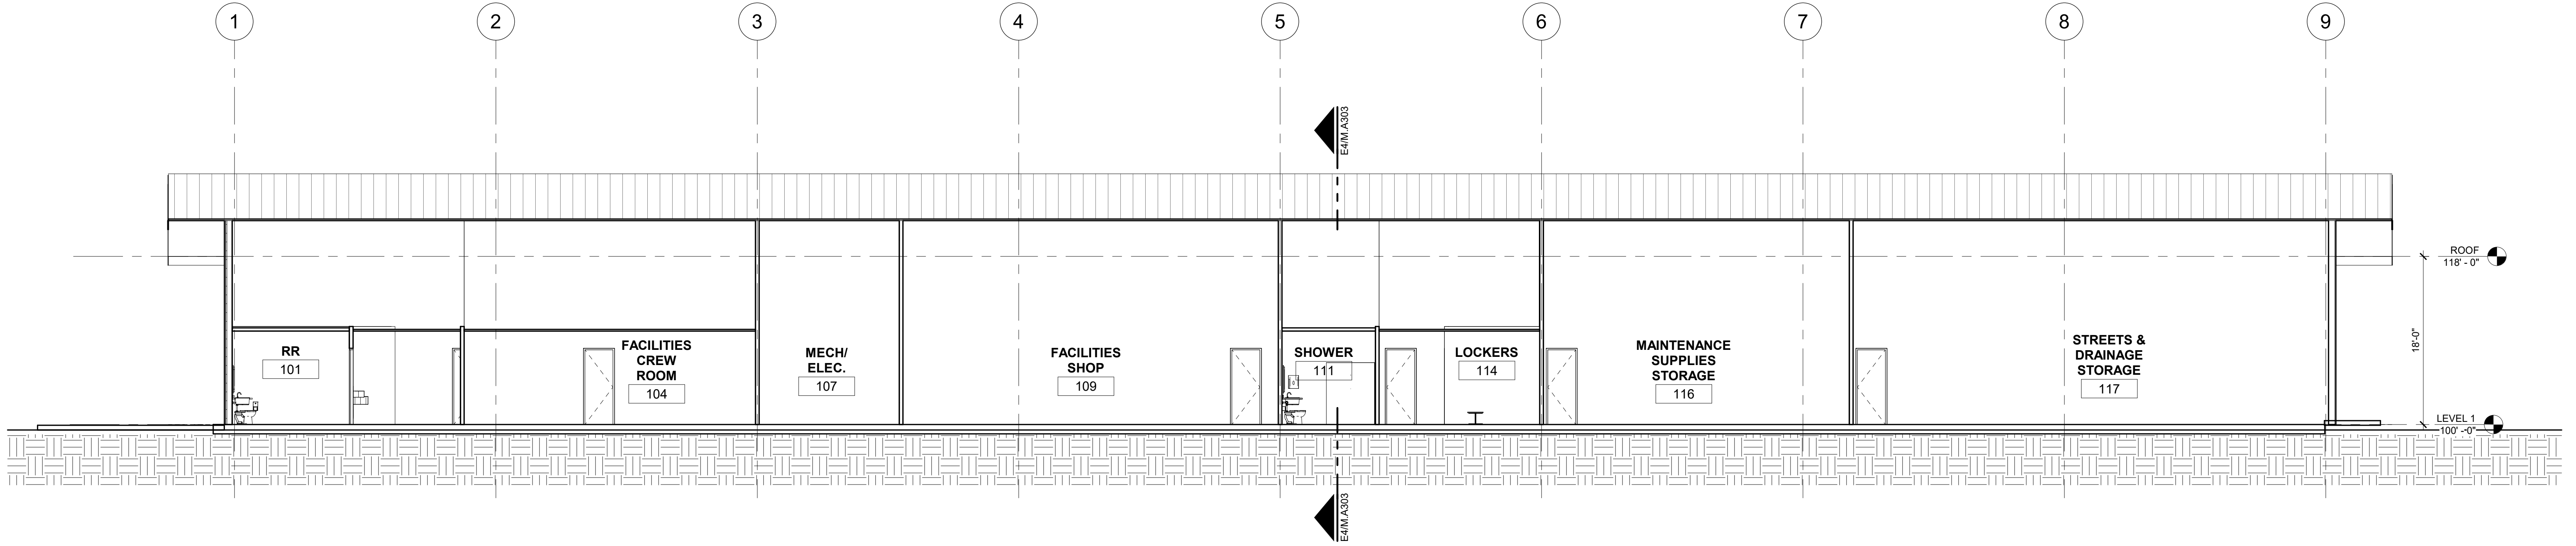 1
2
3
4
5
6
7
8
9
E4/M.A303
ROOF
118' - 0"
18'-0"
RR
101
FACILITIES
CREW
ROOM
104
MECH/
ELEC.
107
FACILITIES
SHOP
109
SHOWER
111
LOCKERS
114
MAINTENANCE
SUPPLIES
STORAGE
116
STREETS &
DRAINAGE
STORAGE
117
LEVEL 1
100' -0"
E4/M.A303